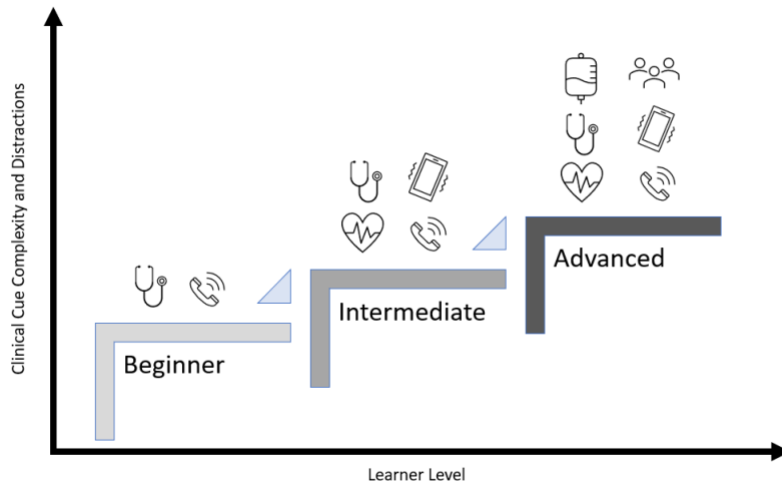 Clinical Cue Complexity and Distractions
Advanced
Intermediate
Beginner
Learner Level